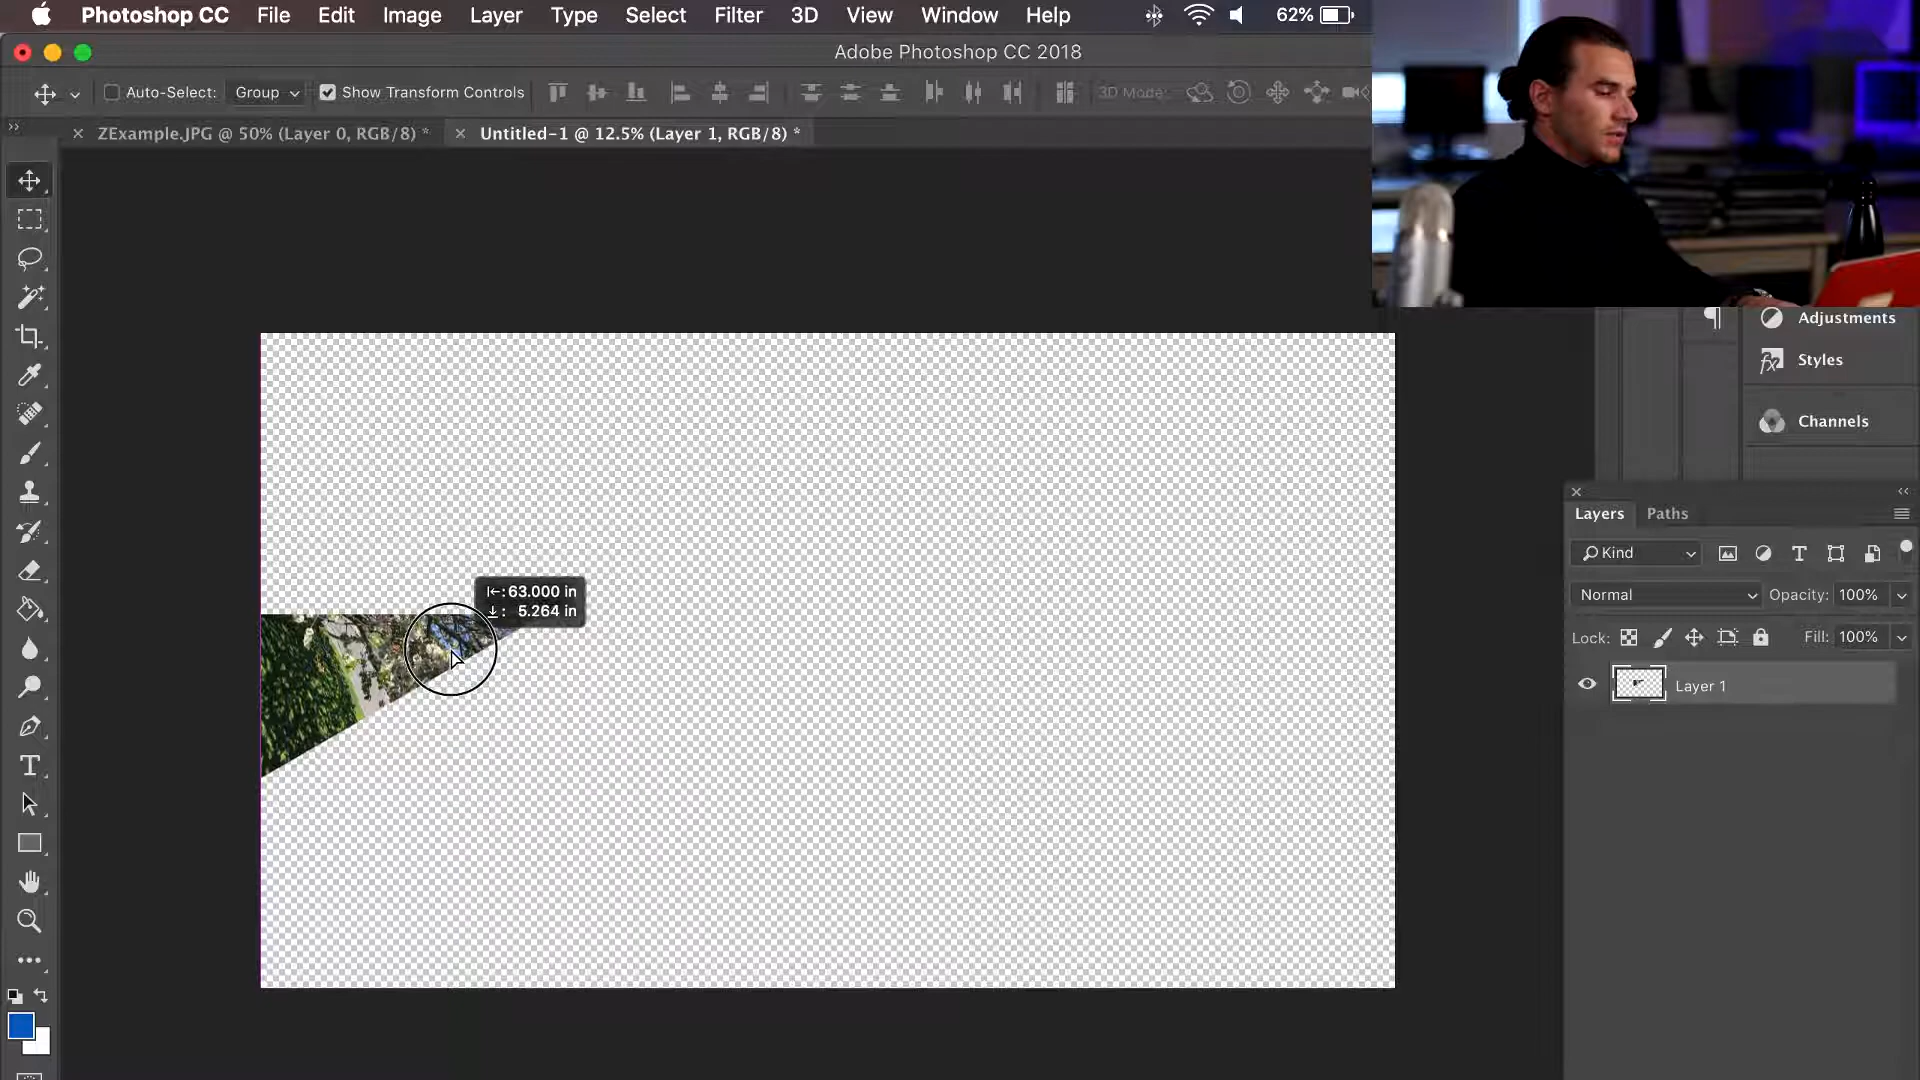 Photoshop CC File Edit Image Layer Type Select Filter 3D View Window Help 62%
Adobe Photoshop CC 2018
Auto-Select: Group Show Transform Controls 3D Mode:
ZExample.JPG @ 50% (Layer 0, RGB/8) * Untitled-1 @ 12.5% (Layer 1, RGB/8) *
Adjustments
Styles
Channels
Layers Paths
Kind
Normal Opacity: 100%
Lock: Fill: 100%
Layer 1
63.000 in
5.264 in